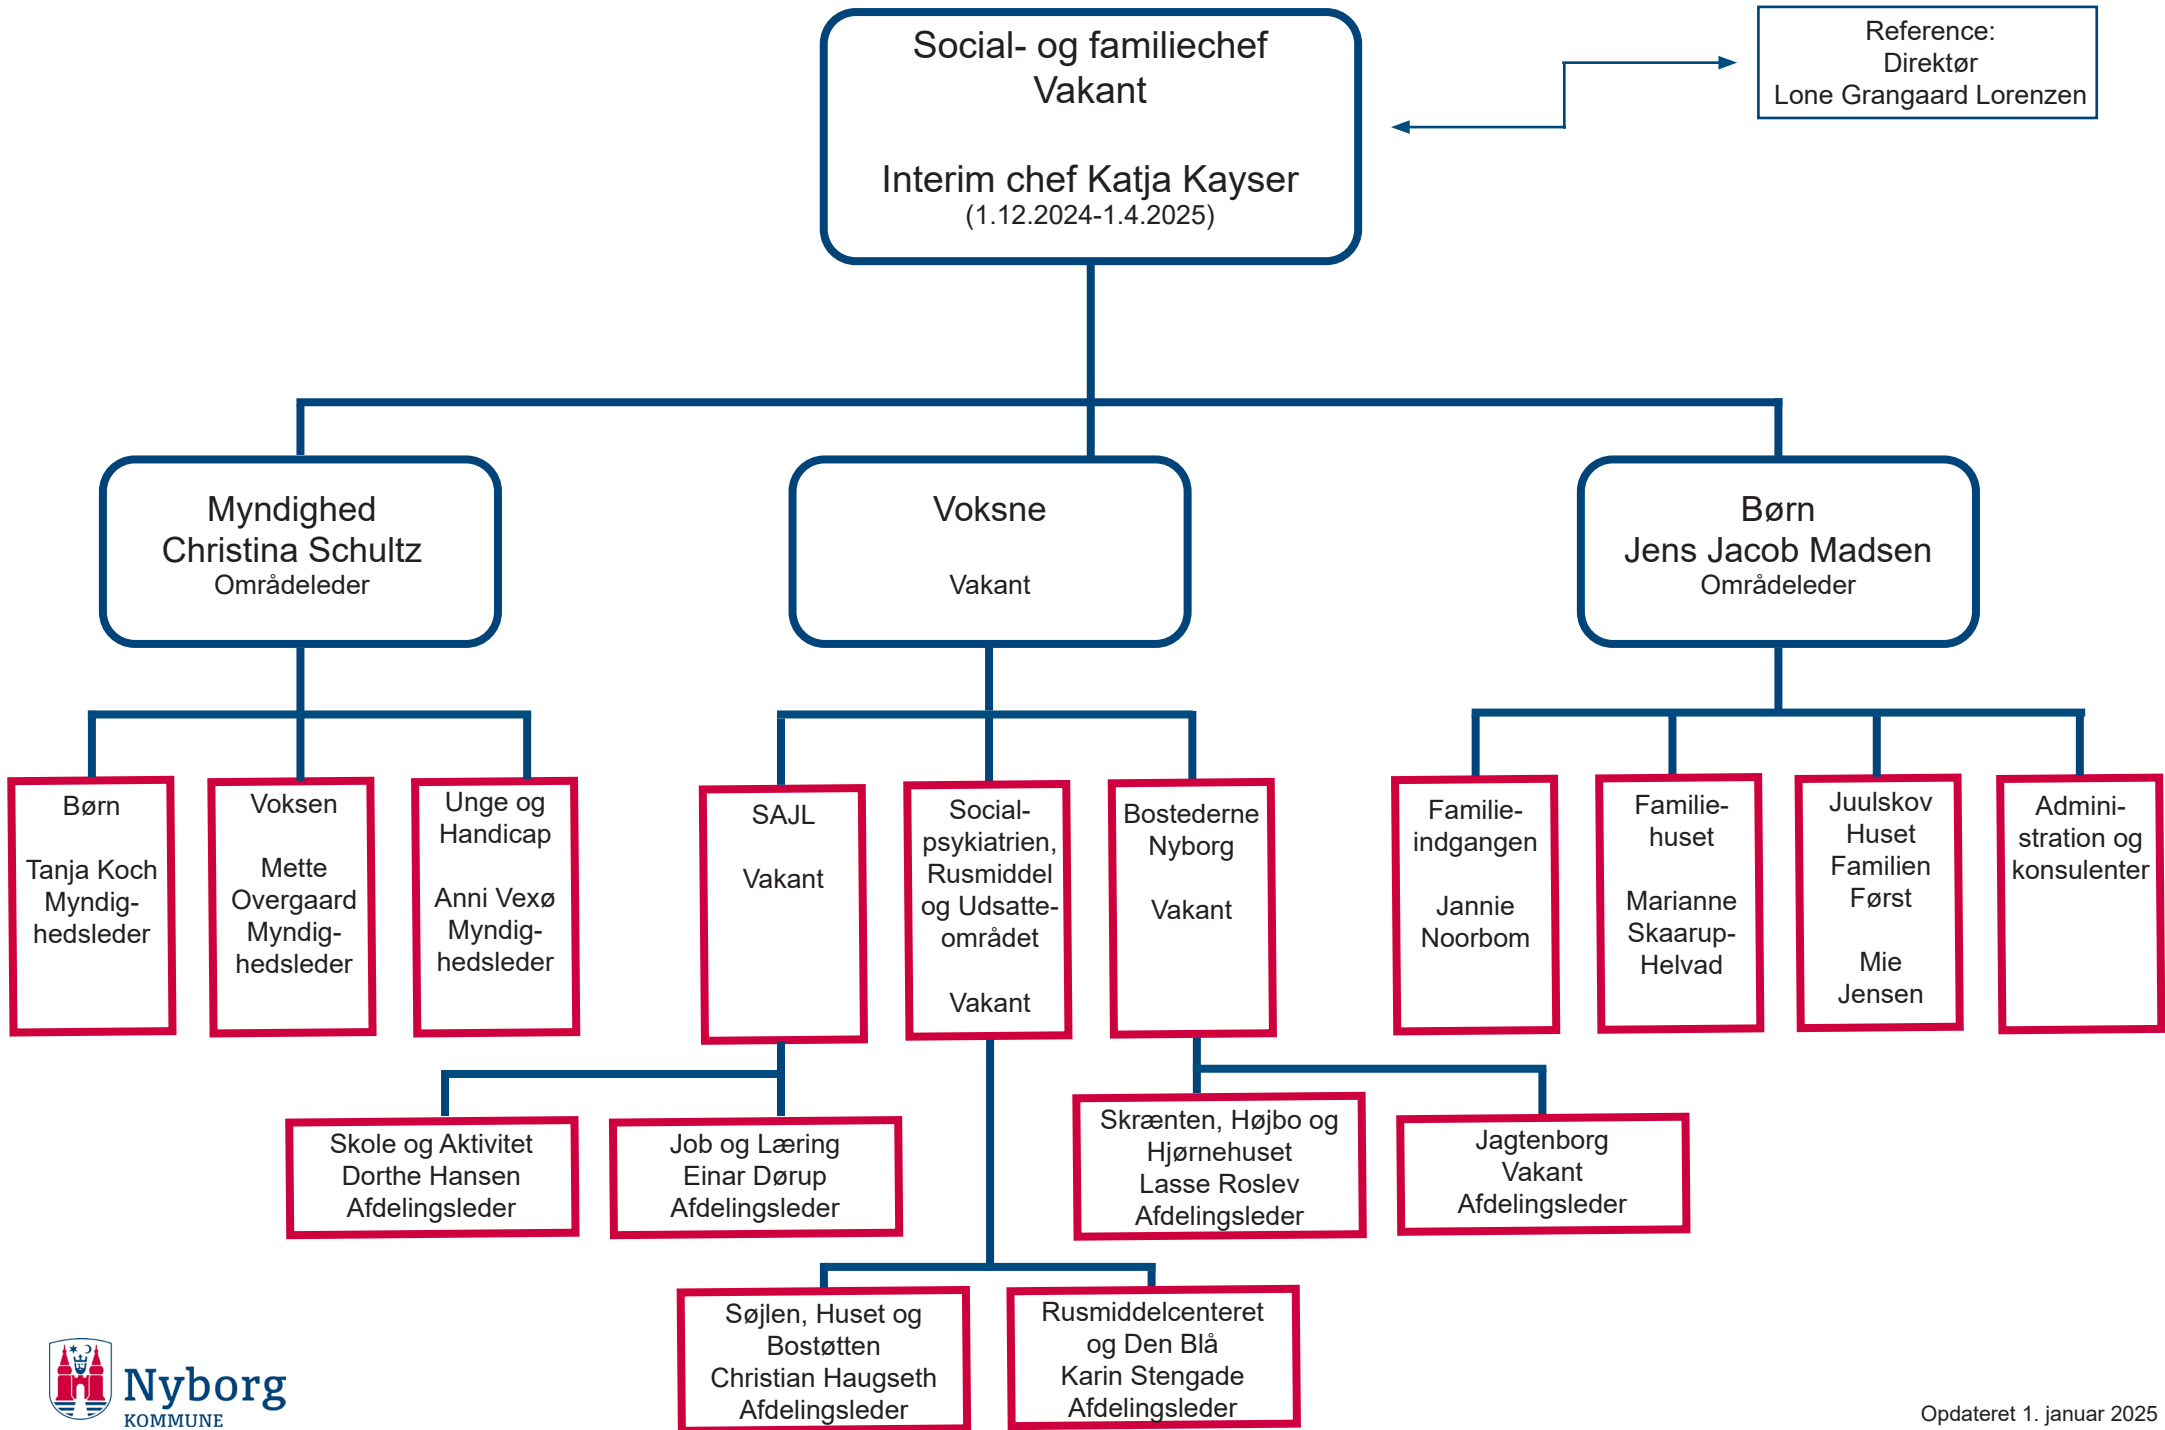 Social- og familiechef
Vakant
Interim chef Katja Kayser
(1.12.2024-1.4.2025)
Reference:
Direktør
Lone Grangaard Lorenzen
Myndighed
Christina Schultz
Områdeleder
Voksne
Vakant
Børn
Jens Jacob Madsen
Områdeleder
Børn
Tanja Koch
Myndig-
hedsleder
Voksen
Mette
Overgaard
Myndig-
hedsleder
Unge og
Handicap
Anni Vexø
Myndig-
hedsleder
SAJL
Vakant
Social-
psykiatrien,
Rusmiddel
og Udsatte-
området
Vakant
Bostederne
Nyborg
Vakant
Familie-
indgangen
Jannie
Noorbom
Familie-
huset
Marianne
Skaarup-
Helvad
Juulskov
Huset
Familien
Først
Mie
Jensen
Admini-
stration og
konsulenter
Skole og Aktivitet
Dorthe Hansen
Afdelingsleder
Job og Læring
Einar Dørup
Afdelingsleder
Skrænten, Højbo og
Hjørnehuset
Lasse Roslev
Afdelingsleder
Jagtenborg
Vakant
Afdelingsleder
Søjlen, Huset og
Bostøtten
Christian Haugseth
Afdelingsleder
Rusmiddelcenteret
og Den Blå
Karin Stengade
Afdelingsleder
Nyborg
KOMMUNE
Opdateret 1. januar 2025